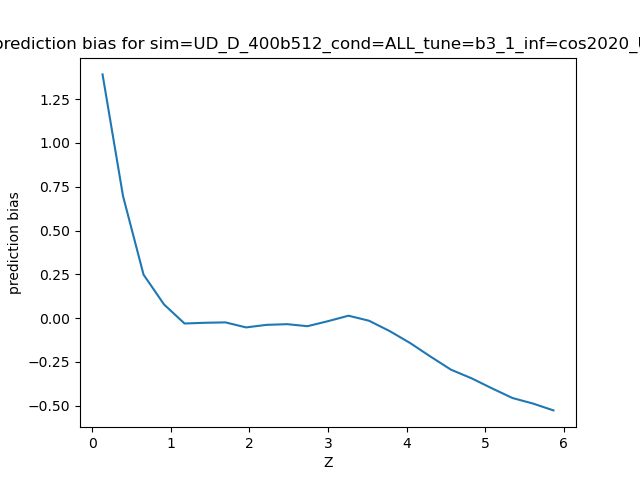 prediction bias for sim=UD_D_400b512_cond=ALL_tune=b3_1_inf=cos2020_U
prediction bias
1.25
1.00
0.75
0.50
0.25
0.00
−0.25
−0.50
0 1 2 3 4 5 6
Z